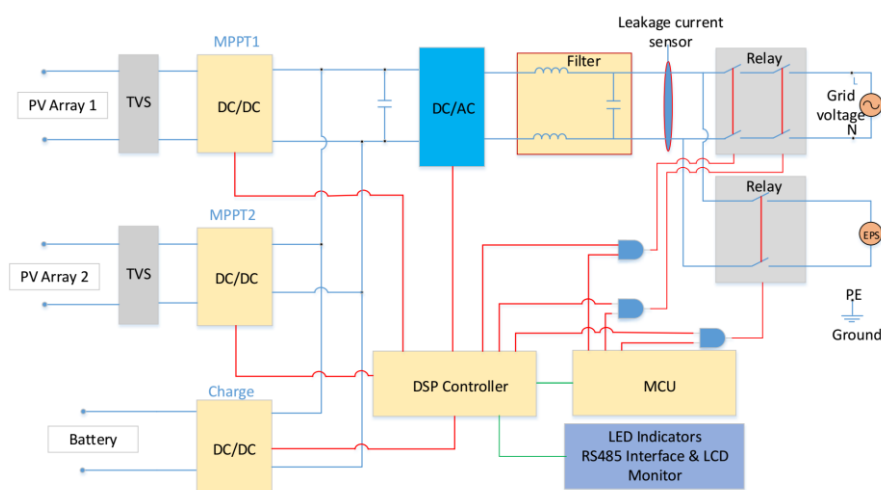 Leakage current
sensor
MPPT1
Filter
Relay
PV Array 1
TVS
DC/DC
DC/AC
L
Grid
voltage
N
MPPT2
Relay
PV Array 2
TVS
DC/DC
EPS
PE
Ground
Charge
DSP Controller
MCU
Battery
DC/DC
LED Indicators
RS485 Interface & LCD
Monitor